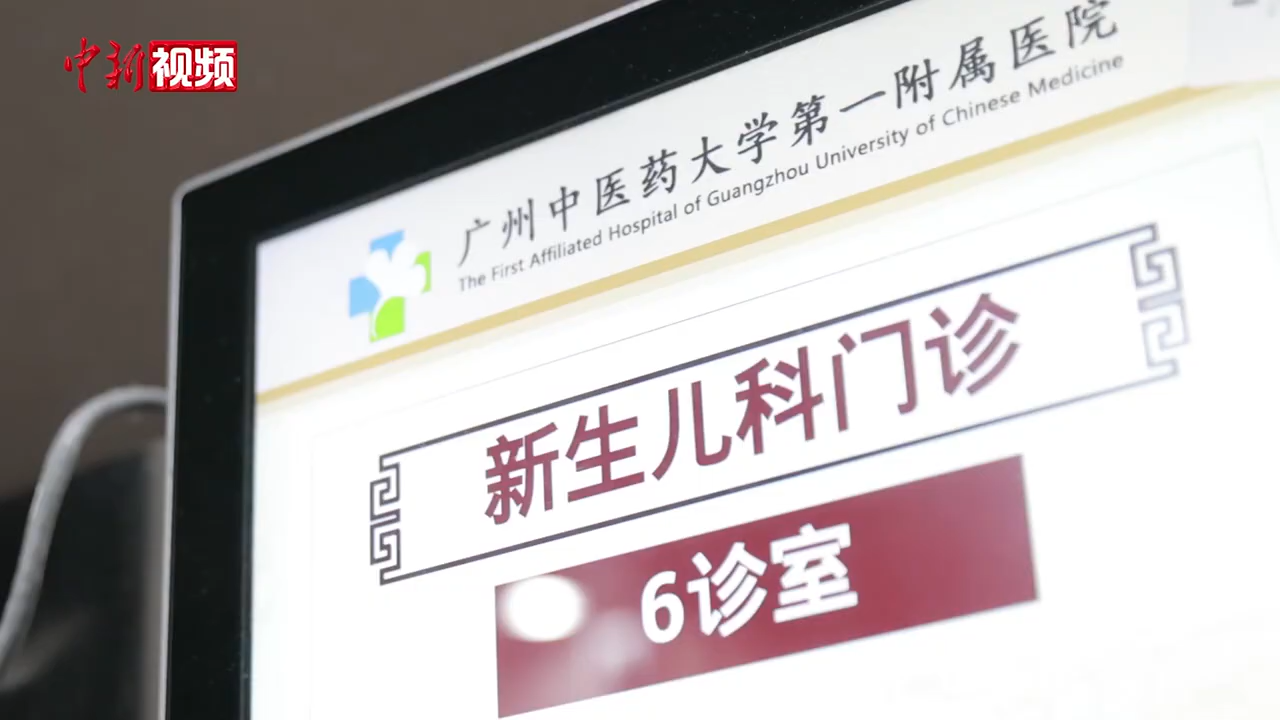 中新视频
广州中医药大学第一附属医院
The First Affiliated Hospital of Guangzhou University of Chinese Medicine
新生儿科门诊
6诊室